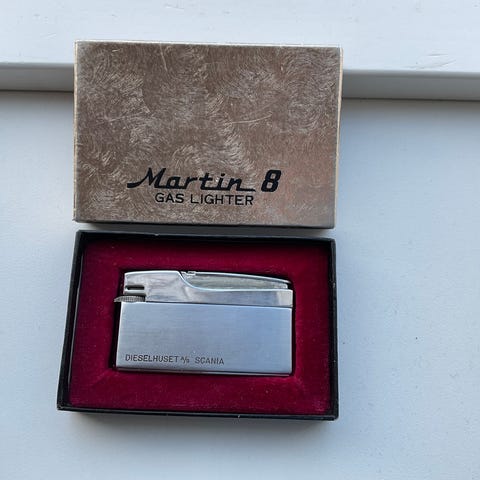 Martin 8
GAS LIGHTER
DIESELHUSET A/S SCANIA